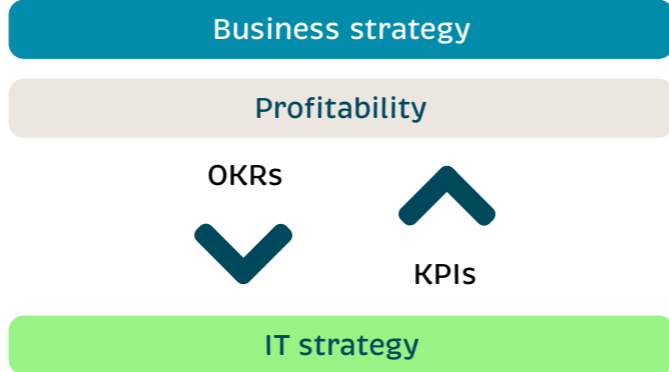 Business strategy
Profitability
OKRs
KPIs
IT strategy